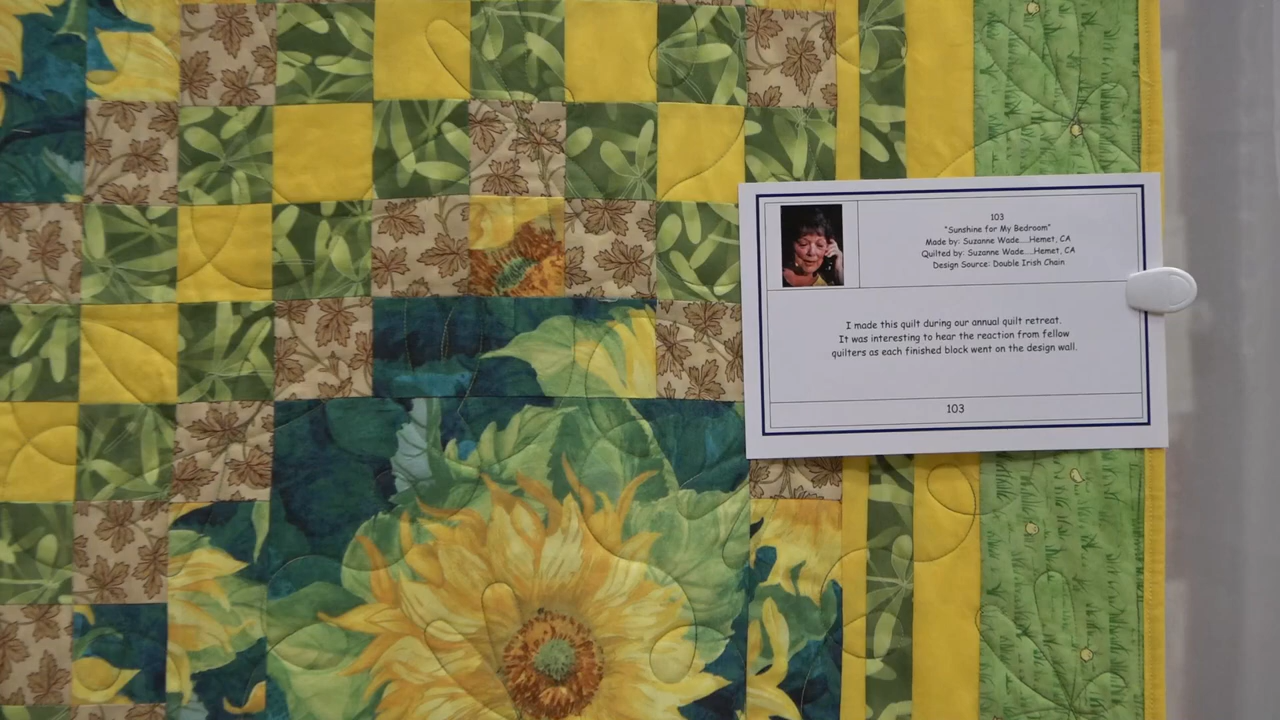 103
"Sunshine for My Bedroom"
Made by: Suzanne Wade....Hemet, CA
Quilted by: Suzanne Wade....Hemet, CA
Design Source: Double Irish Chain
I made this quilt during our annual quilt retreat.
It was interesting to hear the reaction from fellow
quilters as each finished block went on the design wall.
103